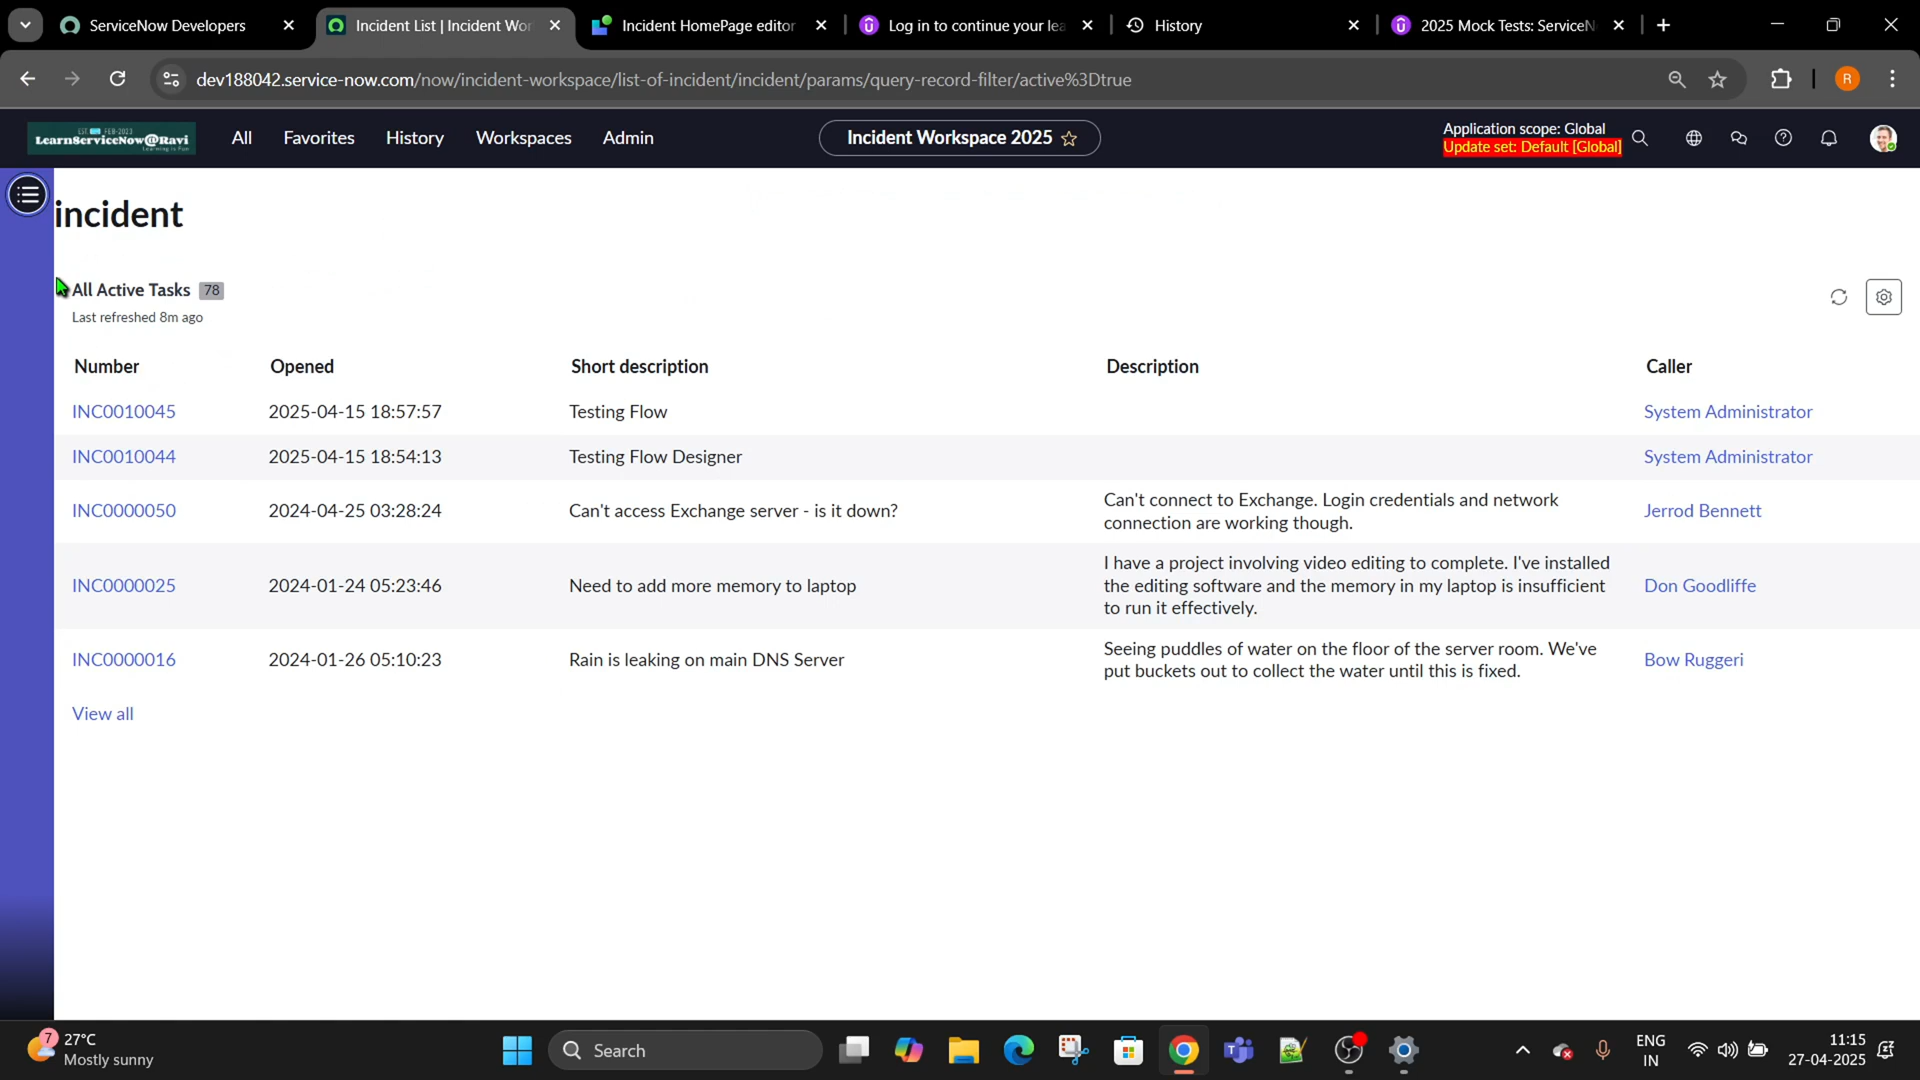 ServiceNow Developers
Incident List | Incident Wor
Incident HomePage editor
Log in to continue your lea
History
2025 Mock Tests: ServiceN
dev188042.service-now.com/now/incident-workspace/list-of-incident/incident/params/query-record-filter/active%3Dtrue
R
EST. FEB-2023
LearnServiceNow@Ravi
Learning is Fun
All
Favorites
History
Workspaces
Admin
Incident Workspace 2025
Application scope: Global
Update set: Default [Global]
incident
All Active Tasks 78
Last refreshed 8m ago
Number Opened Short description Description Caller
INC0010045 2025-04-15 18:57:57 Testing Flow System Administrator
INC0010044 2025-04-15 18:54:13 Testing Flow Designer System Administrator
INC0000050 2024-04-25 03:28:24 Can't access Exchange server - is it down? Can't connect to Exchange. Login credentials and network
connection are working though. Jerrod Bennett
INC0000025 2024-01-24 05:23:46 Need to add more memory to laptop I have a project involving video editing to complete. I've installed
the editing software and the memory in my laptop is insufficient
to run it effectively. Don Goodliffe
INC0000016 2024-01-26 05:10:23 Rain is leaking on main DNS Server Seeing puddles of water on the floor of the server room. We've
put buckets out to collect the water until this is fixed. Bow Ruggeri
View all
7
27°C
Mostly sunny
Search
ENG
IN
11:15
27-04-2025